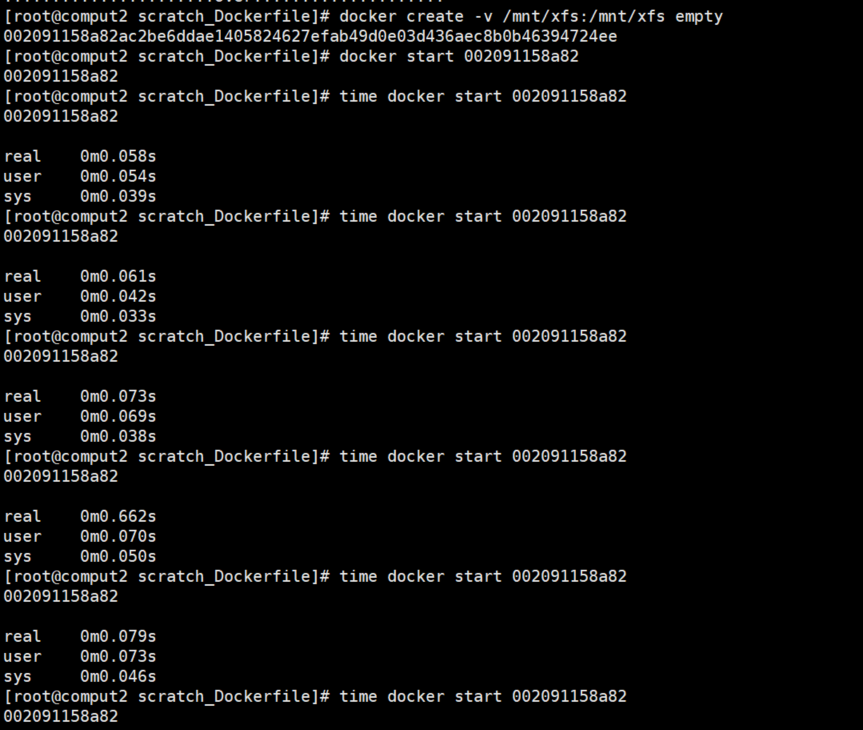 [root@comput2 scratch_Dockerfile]# docker create -v /mnt/xfs:/mnt/xfs empty
002091158a82ac2be6ddae1405824627efab49d0e03d436aec8b0b46394724ee
[root@comput2 scratch_Dockerfile]# docker start 002091158a82
002091158a82
[root@comput2 scratch_Dockerfile]# time docker start 002091158a82
002091158a82
real 0m0.058s
user 0m0.054s
sys 0m0.039s
[root@comput2 scratch_Dockerfile]# time docker start 002091158a82
002091158a82
real 0m0.061s
user 0m0.042s
sys 0m0.033s
[root@comput2 scratch_Dockerfile]# time docker start 002091158a82
002091158a82
real 0m0.073s
user 0m0.069s
sys 0m0.038s
[root@comput2 scratch_Dockerfile]# time docker start 002091158a82
002091158a82
real 0m0.662s
user 0m0.070s
sys 0m0.050s
[root@comput2 scratch_Dockerfile]# time docker start 002091158a82
002091158a82
real 0m0.079s
user 0m0.073s
sys 0m0.046s
[root@comput2 scratch_Dockerfile]# time docker start 002091158a82
002091158a82